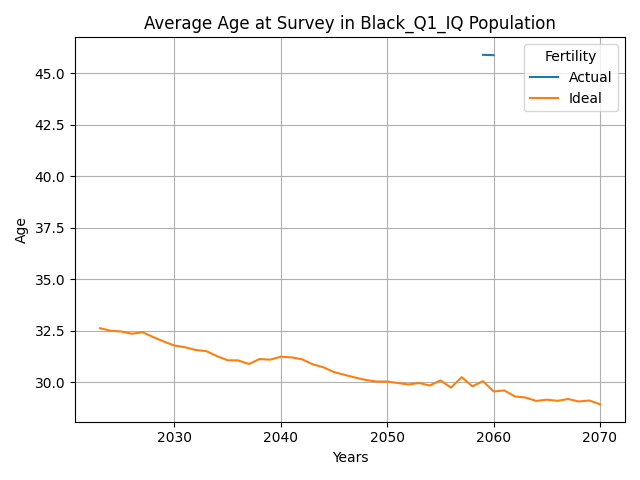 Average Age at Survey in Black_Q1_IQ Population
Fertility
Actual
Ideal
45.0
42.5
40.0
37.5
35.0
32.5
30.0
Age
2030 2040 2050 2060 2070
Years